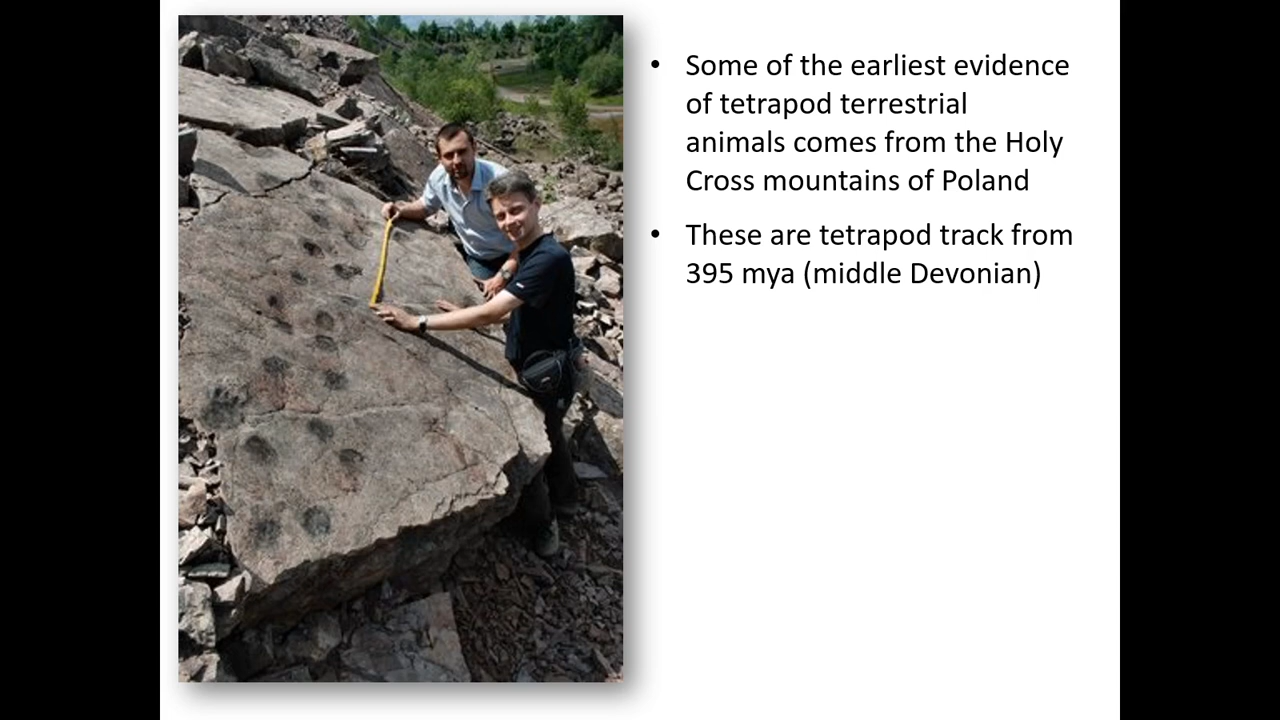 • Some of the earliest evidence
of tetrapod terrestrial
animals comes from the Holy
Cross mountains of Poland
• These are tetrapod track from
395 mya (middle Devonian)